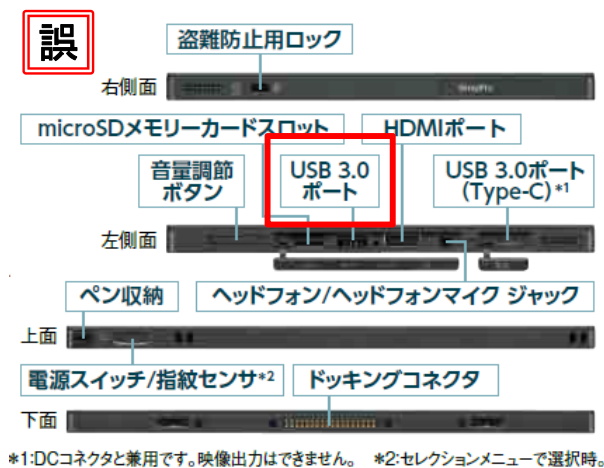 誤
盗難防止用ロック
右側面
microSDメモリーカードスロット
HDMIポート
音量調節
ボタン
USB 3.0
ポート
USB 3.0ポート
(Type-C)*1
左側面
ペン収納
ヘッドフォン/ヘッドフォンマイク ジャック
上面
電源スイッチ/指紋センサ*2
ドッキングコネクタ
下面
*1:DCコネクタと兼用です。映像出力はできません。 *2:セレクションメニューで選択時。